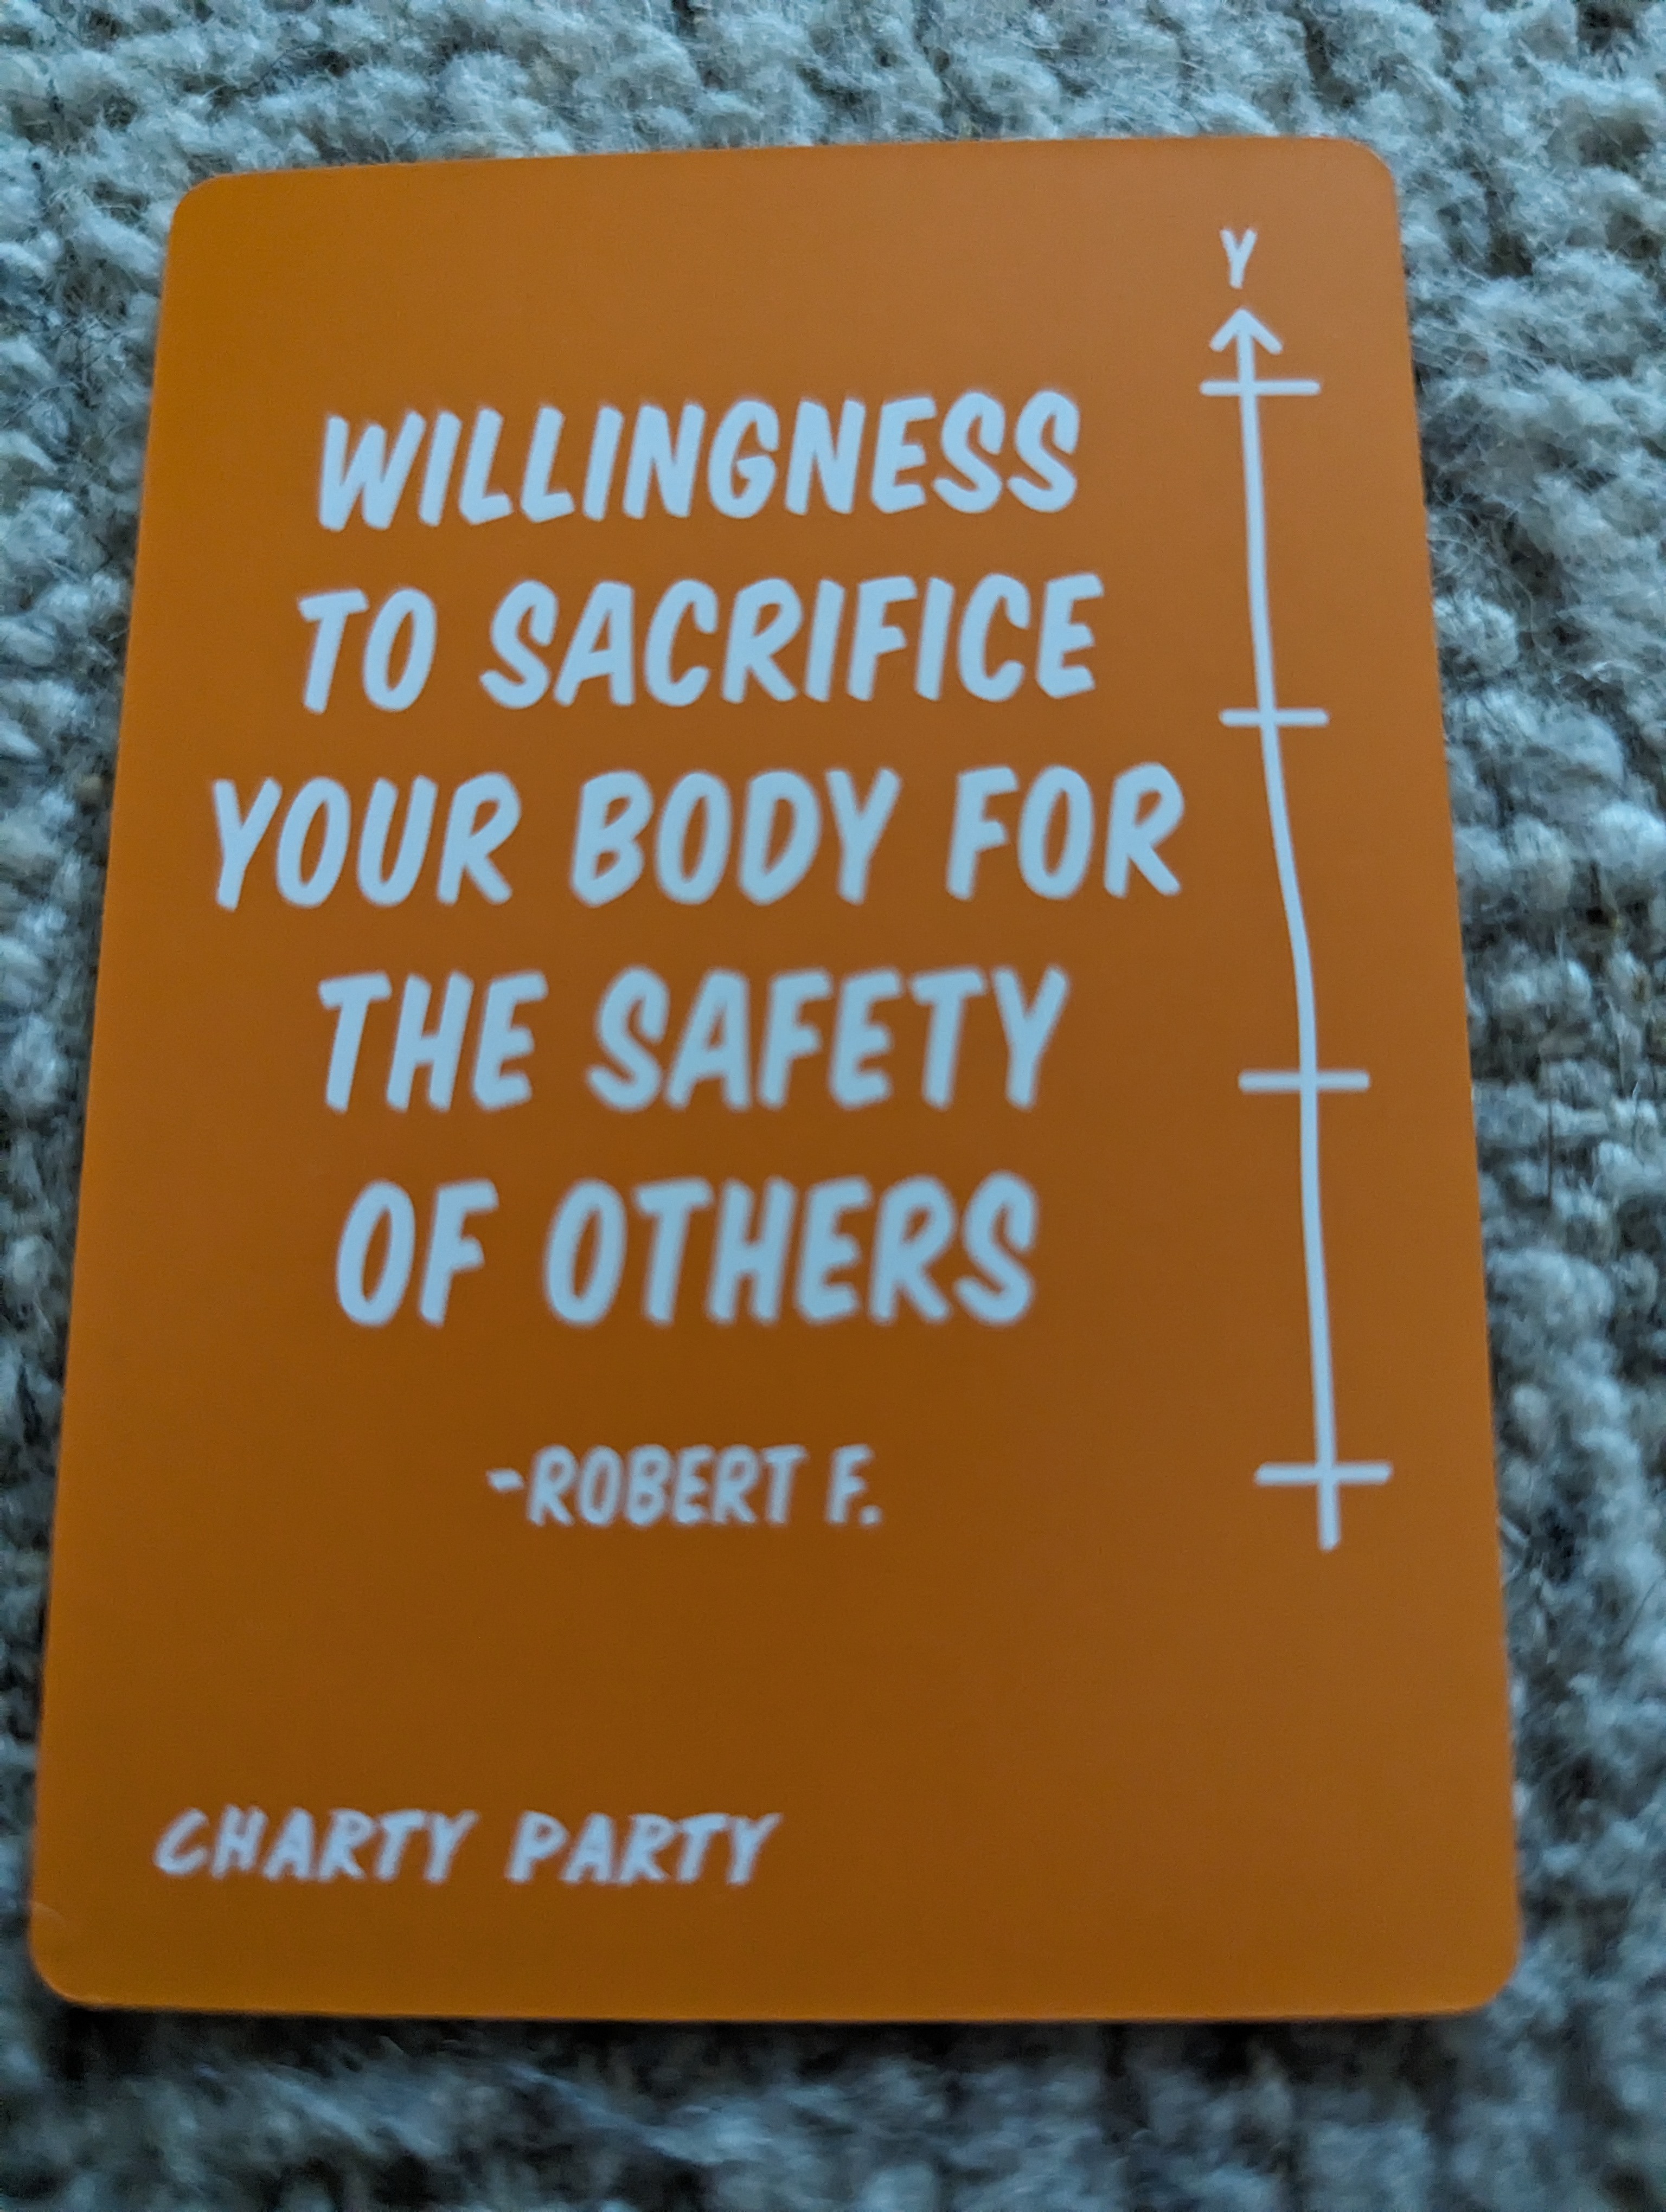 Y
WILLINGNESS
TO SACRIFICE
YOUR BODY FOR
THE SAFETY
OF OTHERS
-ROBERT F.
CHARTY PARTY